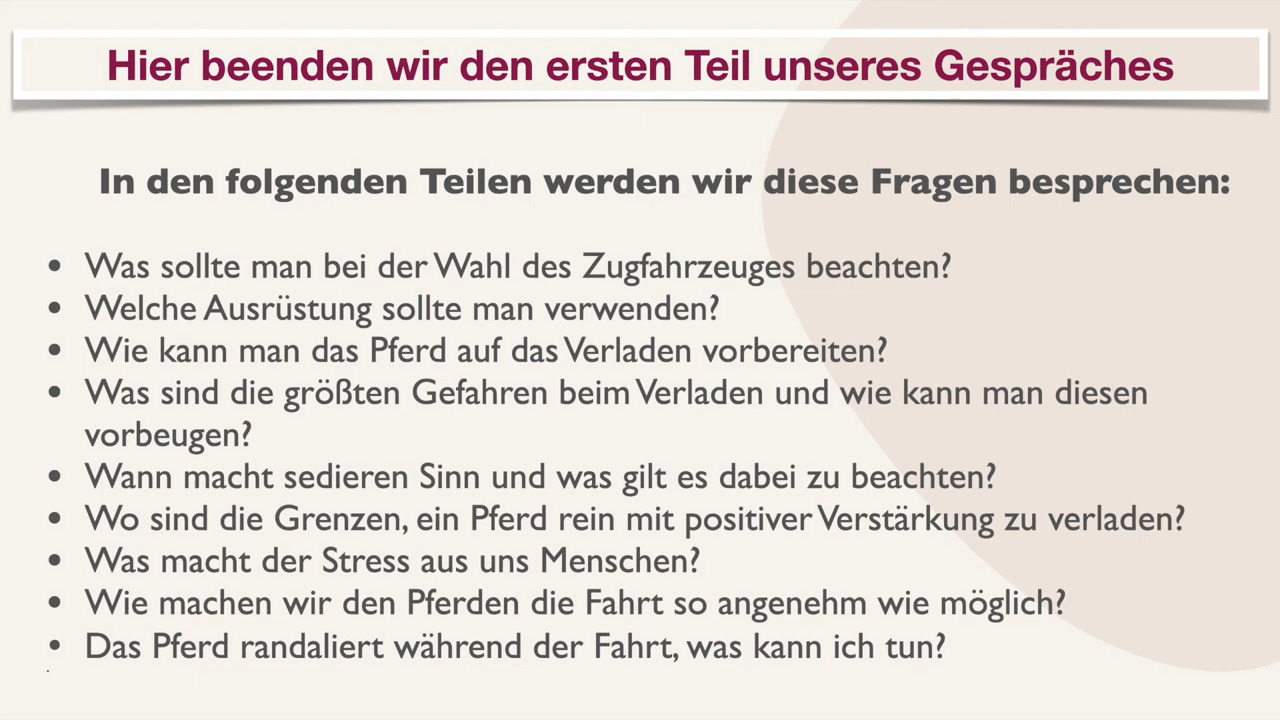 Hier beenden wir den ersten Teil unseres Gespräches
In den folgenden Teilen werden wir diese Fragen besprechen:
• Was sollte man bei der Wahl des Zugfahrzeuges beachten?
• Welche Ausrüstung sollte man verwenden?
• Wie kann man das Pferd auf das Verladen vorbereiten?
• Was sind die größten Gefahren beim Verladen und wie kann man diesen
vorbeugen?
• Wann macht sedieren Sinn und was gilt es dabei zu beachten?
• Wo sind die Grenzen, ein Pferd rein mit positiver Verstärkung zu verladen?
• Was macht der Stress aus uns Menschen?
• Wie machen wir den Pferden die Fahrt so angenehm wie möglich?
• Das Pferd randaliert während der Fahrt, was kann ich tun?